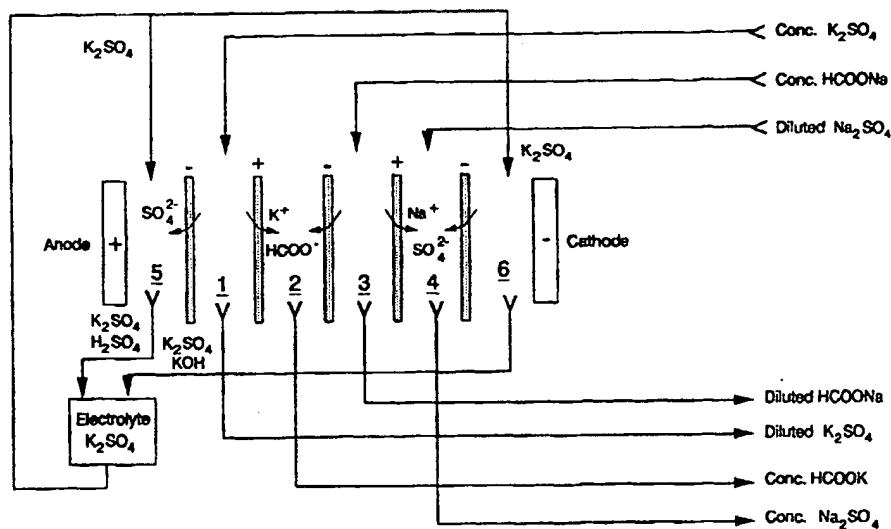 K₂SO₄
Conc. K₂SO₄
Conc. HCOONa
Diluted Na₂SO₄
K₂SO₄
- + - + -
SO₄²⁻ K⁺ Na⁺
HCOO⁻ SO₄²⁻
Anode + - Cathode
5 1 2 3 4 6
K₂SO₄
H₂SO₄
K₂SO₄
KOH
Electrolyte
K₂SO₄
Diluted HCOONa
Diluted K₂SO₄
Conc. HCOOK
Conc. Na₂SO₄